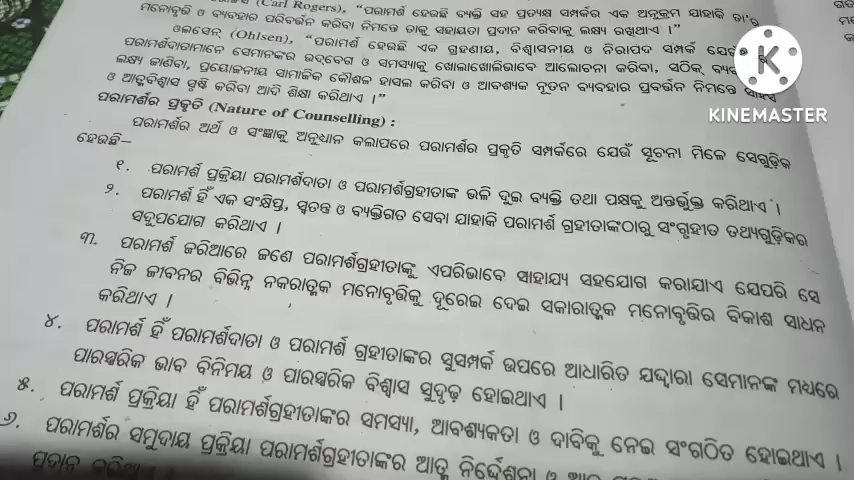 (Carl Rogers), "ପରାମର୍ଶ ହେଉଛି ବ୍ୟକ୍ତି ସହ ପ୍ରତ୍ୟକ୍ଷ ସମ୍ପର୍କର ଏକ ଅନୁକ୍ରମ ଯାହାକି ତା'ର
ମନୋବୃତ୍ତି ଓ ବ୍ୟବହାର ପରିବର୍ତ୍ତନ କରିବା ନିମନ୍ତେ ତାକୁ ସହାୟତା ପ୍ରଦାନ କରିବାକୁ ଲକ୍ଷ୍ୟ ରଖିଥାଏ ।"
ଓଲସେନ୍ (Ohlsen), "ପରାମର୍ଶ ହେଉଛି ଏକ ଗ୍ରହଣୀୟ, ବିଶ୍ୱାସନୀୟ ଓ ନିରାପଦ ସମ୍ପର୍କ
ପରାମର୍ଶଦାତାମାନେ ସେମାନଙ୍କର ଉଦ୍‌ବେଗ ଓ ସମସ୍ୟାକୁ ଖୋଲାଖୋଲିଭାବେ ଆଲୋଚନା କରିବା, ସଠିକ୍
ଲକ୍ଷ୍ୟ ଜାଣିବା, ପ୍ରୟୋଜନୀୟ ସାମାଜିକ କୌଶଳ ହାସଲ କରିବା ଓ ଆବଶ୍ୟକ ନୂତନ ବ୍ୟବହାର ପ୍ରବର୍ତ୍ତନ ନିମନ୍ତେ ସାହସ
ଓ ଆତ୍ମବିଶ୍ୱାସ ସୃଷ୍ଟି କରିବା ଆଦି ଶିକ୍ଷା କରିଥାଏ ।"
ପରାମର୍ଶର ପ୍ରକୃତି (Nature of Counselling) :
ପରାମର୍ଶର ଅର୍ଥ ଓ ସଂଜ୍ଞାକୁ ଅନୁଧ୍ୟାନ କଲାପରେ ପରାମର୍ଶର ପ୍ରକୃତି ସମ୍ପର୍କରେ ଯେଉଁ ସୂଚନା ମିଳେ ସେଗୁଡ଼ିକ
ହେଉଛି–
୧. ପରାମର୍ଶ ପ୍ରକ୍ରିୟା ପରାମର୍ଶଦାତା ଓ ପରାମର୍ଶଗ୍ରହୀତାଙ୍କ ଭଳି ଦୁଇ ବ୍ୟକ୍ତି ତଥା ପକ୍ଷକୁ ଅନ୍ତର୍ଭୁକ୍ତ କରିଥାଏ ।
୨. ପରାମର୍ଶ ହିଁ ଏକ ସଂକ୍ଷିପ୍ତ, ସ୍ୱତନ୍ତ୍ର ଓ ବ୍ୟକ୍ତିଗତ ସେବା ଯାହାକି ପରାମର୍ଶ ଗ୍ରହୀତାଙ୍କଠାରୁ ସଂଗୃହୀତ ତଥ୍ୟଗୁଡ଼ିକର
ସଦୁପଯୋଗ କରିଥାଏ ।
୩. ପରାମର୍ଶ ଜରିଆରେ ଜଣେ ପରାମର୍ଶଗ୍ରହୀତାଙ୍କୁ ଏପରିଭାବେ ସାହାଯ୍ୟ ସହଯୋଗ କରାଯାଏ ଯେପରି ସେ
ନିଜ ଜୀବନର ବିଭିନ୍ନ ନକରାତ୍ମକ ମନୋବୃତ୍ତିକୁ ଦୂରେଇ ଦେଇ ସକାରାତ୍ମକ ମନୋବୃତ୍ତିର ବିକାଶ ସାଧନ
କରିଥାଏ ।
୪. ପରାମର୍ଶ ହିଁ ପରାମର୍ଶଦାତା ଓ ପରାମର୍ଶ ଗ୍ରହୀତାଙ୍କର ସୁସମ୍ପର୍କ ଉପରେ ଆଧାରିତ ଯଦ୍ଦ୍ୱାରା ସେମାନଙ୍କ ମଧ୍ୟରେ
ପାରସ୍ପରିକ ଭାବ ବିନିମୟ ଓ ପାରସ୍ପରିକ ବିଶ୍ୱାସ ସୁଦୃଢ଼ ହୋଇଥାଏ ।
୫. ପରାମର୍ଶ ପ୍ରକ୍ରିୟା ହିଁ ପରାମର୍ଶଗ୍ରହୀତାଙ୍କର ସମସ୍ୟା, ଆବଶ୍ୟକତା ଓ ଦାବିକୁ ନେଇ ସଂଗଠିତ ହୋଇଥାଏ ।
୬. ପରାମର୍ଶର ସମୁଦାୟ ପ୍ରକ୍ରିୟା ପରାମର୍ଶଗ୍ରହୀତାଙ୍କର ଆତ୍ମ ନିର୍ଦ୍ଦେଶନା ଓ
ପ୍ରଦାନ
KINEMASTER